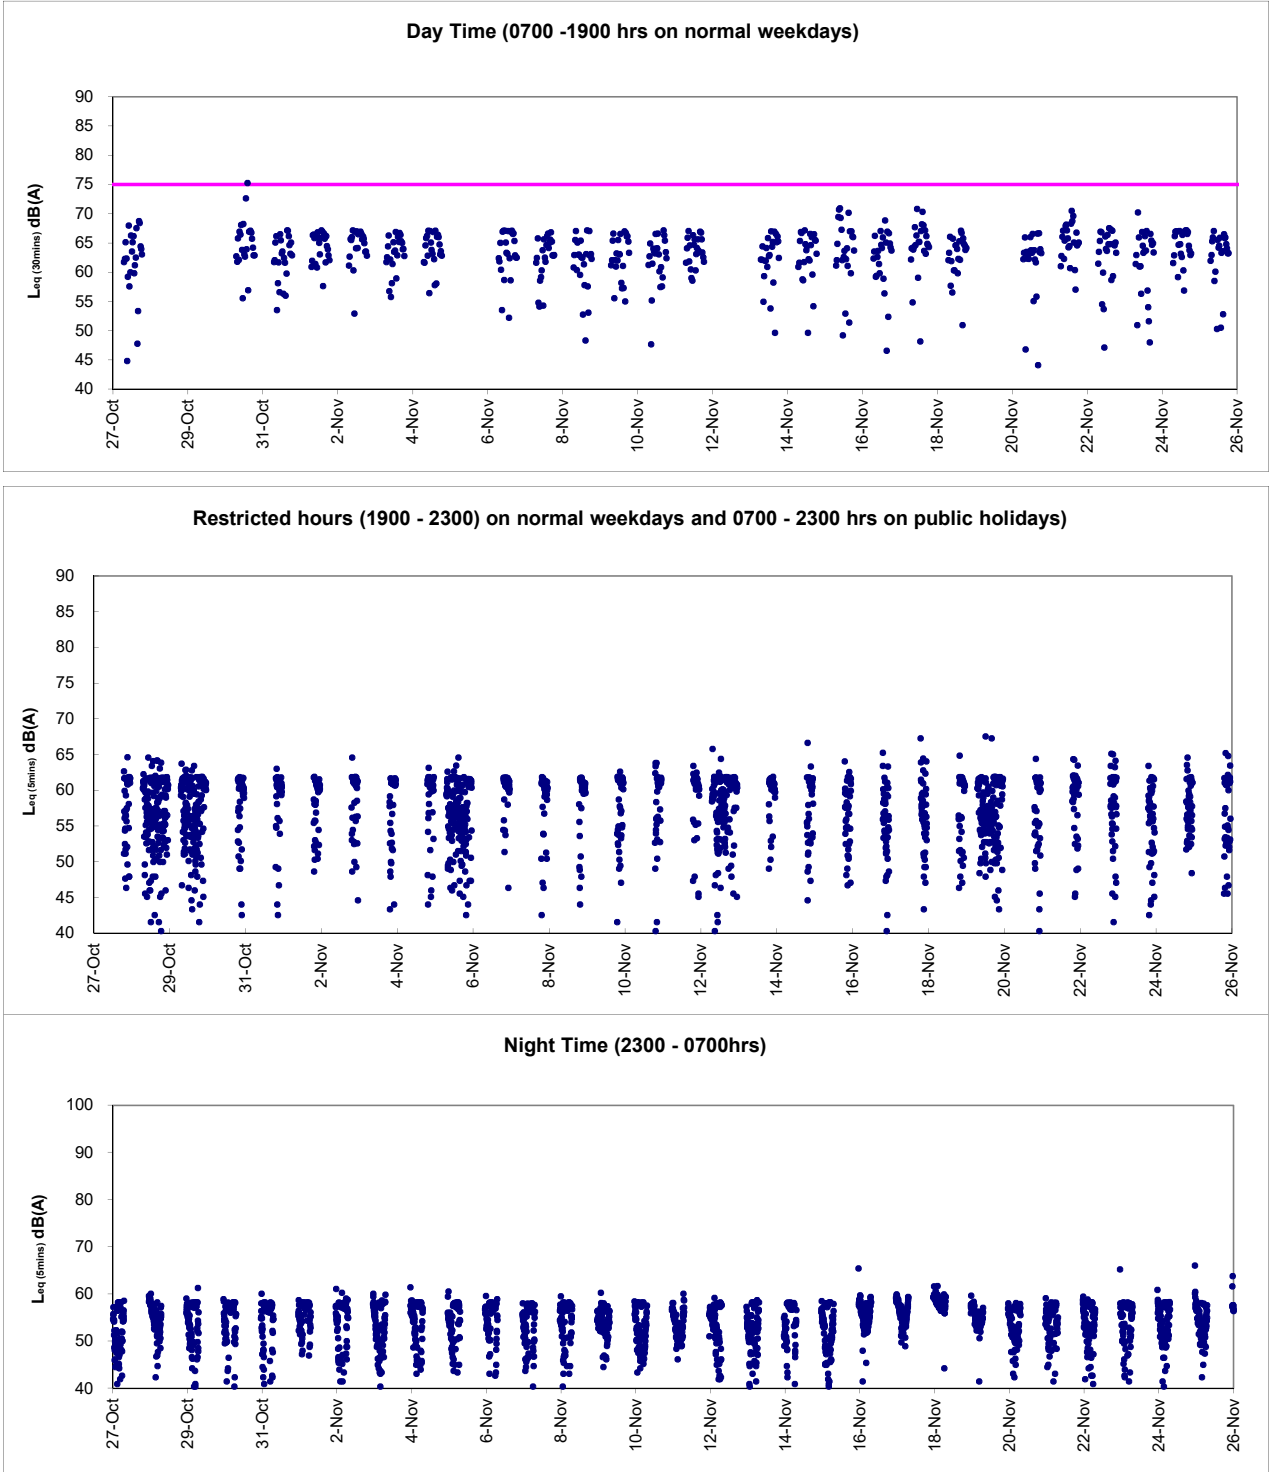 Day Time (0700 -1900 hrs on normal weekdays)
90
85
80
75
70
65
60
55
50
45
40
Leq (30mins) dB(A)
27-Oct
29-Oct
31-Oct
2-Nov
4-Nov
6-Nov
8-Nov
10-Nov
12-Nov
14-Nov
16-Nov
18-Nov
20-Nov
22-Nov
24-Nov
26-Nov
Restricted hours (1900 - 2300) on normal weekdays and 0700 - 2300 hrs on public holidays)
90
85
80
75
70
65
60
55
50
45
40
Leq (5mins) dB(A)
27-Oct
29-Oct
31-Oct
2-Nov
4-Nov
6-Nov
8-Nov
10-Nov
12-Nov
14-Nov
16-Nov
18-Nov
20-Nov
22-Nov
24-Nov
26-Nov
Night Time (2300 - 0700hrs)
100
90
80
70
60
50
40
Leq (5mins) dB(A)
27-Oct
29-Oct
31-Oct
2-Nov
4-Nov
6-Nov
8-Nov
10-Nov
12-Nov
14-Nov
16-Nov
18-Nov
20-Nov
22-Nov
24-Nov
26-Nov